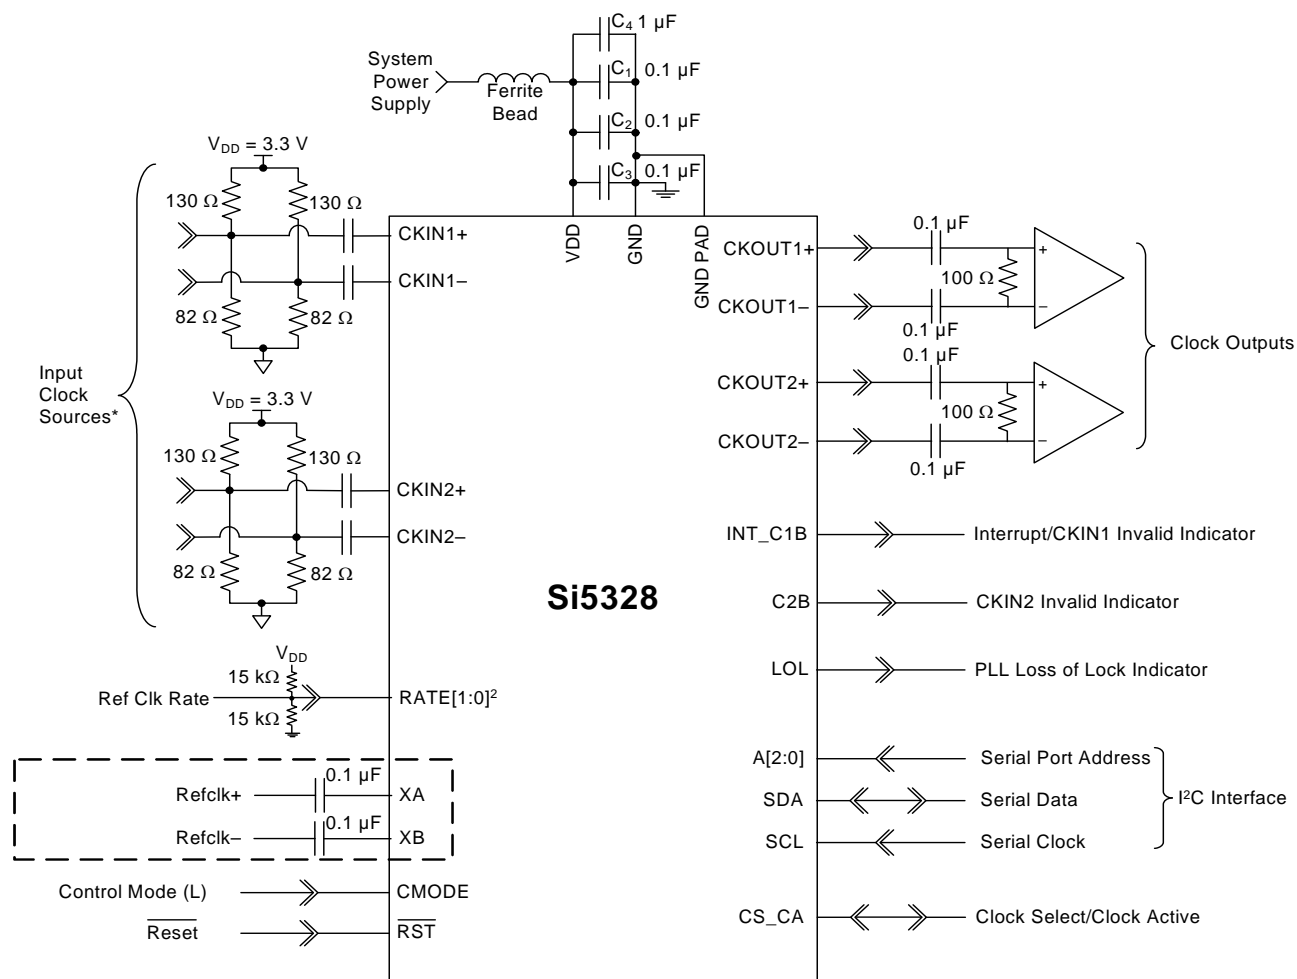 C4 1 µF
System
Power
Supply
Ferrite
Bead
C1 0.1 µF
C2 0.1 µF
C3 0.1 µF
VDD = 3.3 V
130 Ω 130 Ω
CKIN1+
CKIN1–
82 Ω 82 Ω
VDD
GND
GND PAD
CKOUT1+
0.1 µF
+
100 Ω
CKOUT1–
–
0.1 µF
0.1 µF
CKOUT2+
+
100 Ω
CKOUT2–
–
0.1 µF
Clock Outputs
Input
Clock
Sources*
VDD = 3.3 V
130 Ω 130 Ω
CKIN2+
CKIN2–
82 Ω 82 Ω
Si5328
INT_C1B Interrupt/CKIN1 Invalid Indicator
C2B CKIN2 Invalid Indicator
LOL PLL Loss of Lock Indicator
VDD
15 kΩ
Ref Clk Rate RATE[1:0]²
15 kΩ
0.1 µF
Refclk+ XA
0.1 µF
Refclk– XB
A[2:0] Serial Port Address
SDA Serial Data
SCL Serial Clock
I²C Interface
Control Mode (L) CMODE
Reset RST
CS_CA Clock Select/Clock Active